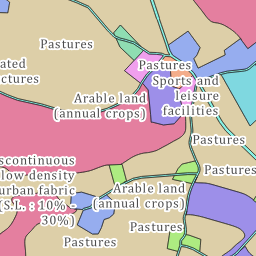 Pastures
Pastures
ated
ctures
Sports and
leisure
facilities
Arable land
(annual crops)
Pastures
scontinuous
low density
urban fabric
(S.L. : 10% -
30%)
Pastures
Arable land
(annual crops)
Pastures
Pastures